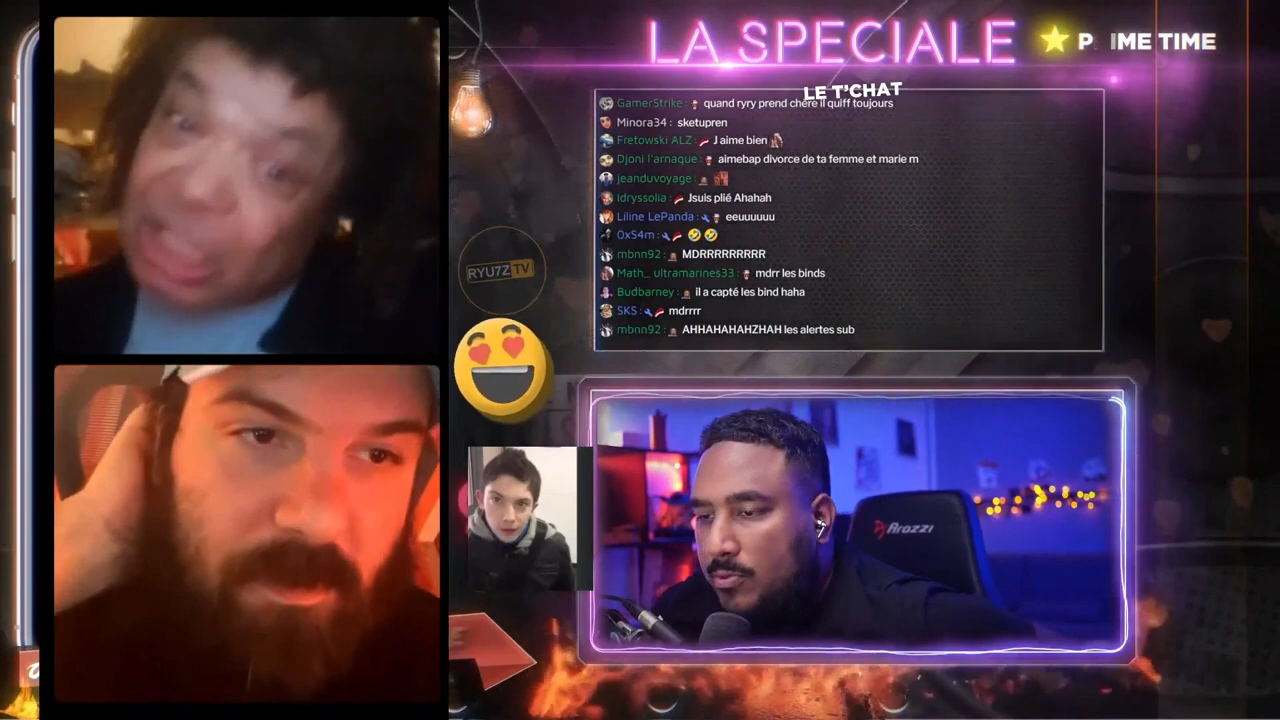 LA SPECIALE
IME TIME
LE T'CHAT
GamerStrike : quand ryry prend chère il quiff toujours
Minora34 : sketupren
Fretowski ALZ : J aime bien
Djoni l'arnaque : aimebap divorce de ta femme et marie m
jeanduvoyage :
Idryssolia : Jsuis plié Ahahah
Liline LePanda : eeuuuuuu
0xS4m : 🤣 🤣
mbnn92 : MDRRRRRRRRR
Math_ ultramarines33 : mdrr les binds
Budbarney : il a capté les bind haha
SKS : mdrrrr
mbnn92 : AHHAHAHAHZHAH les alertes sub
RYU7Z TV
Arozzi